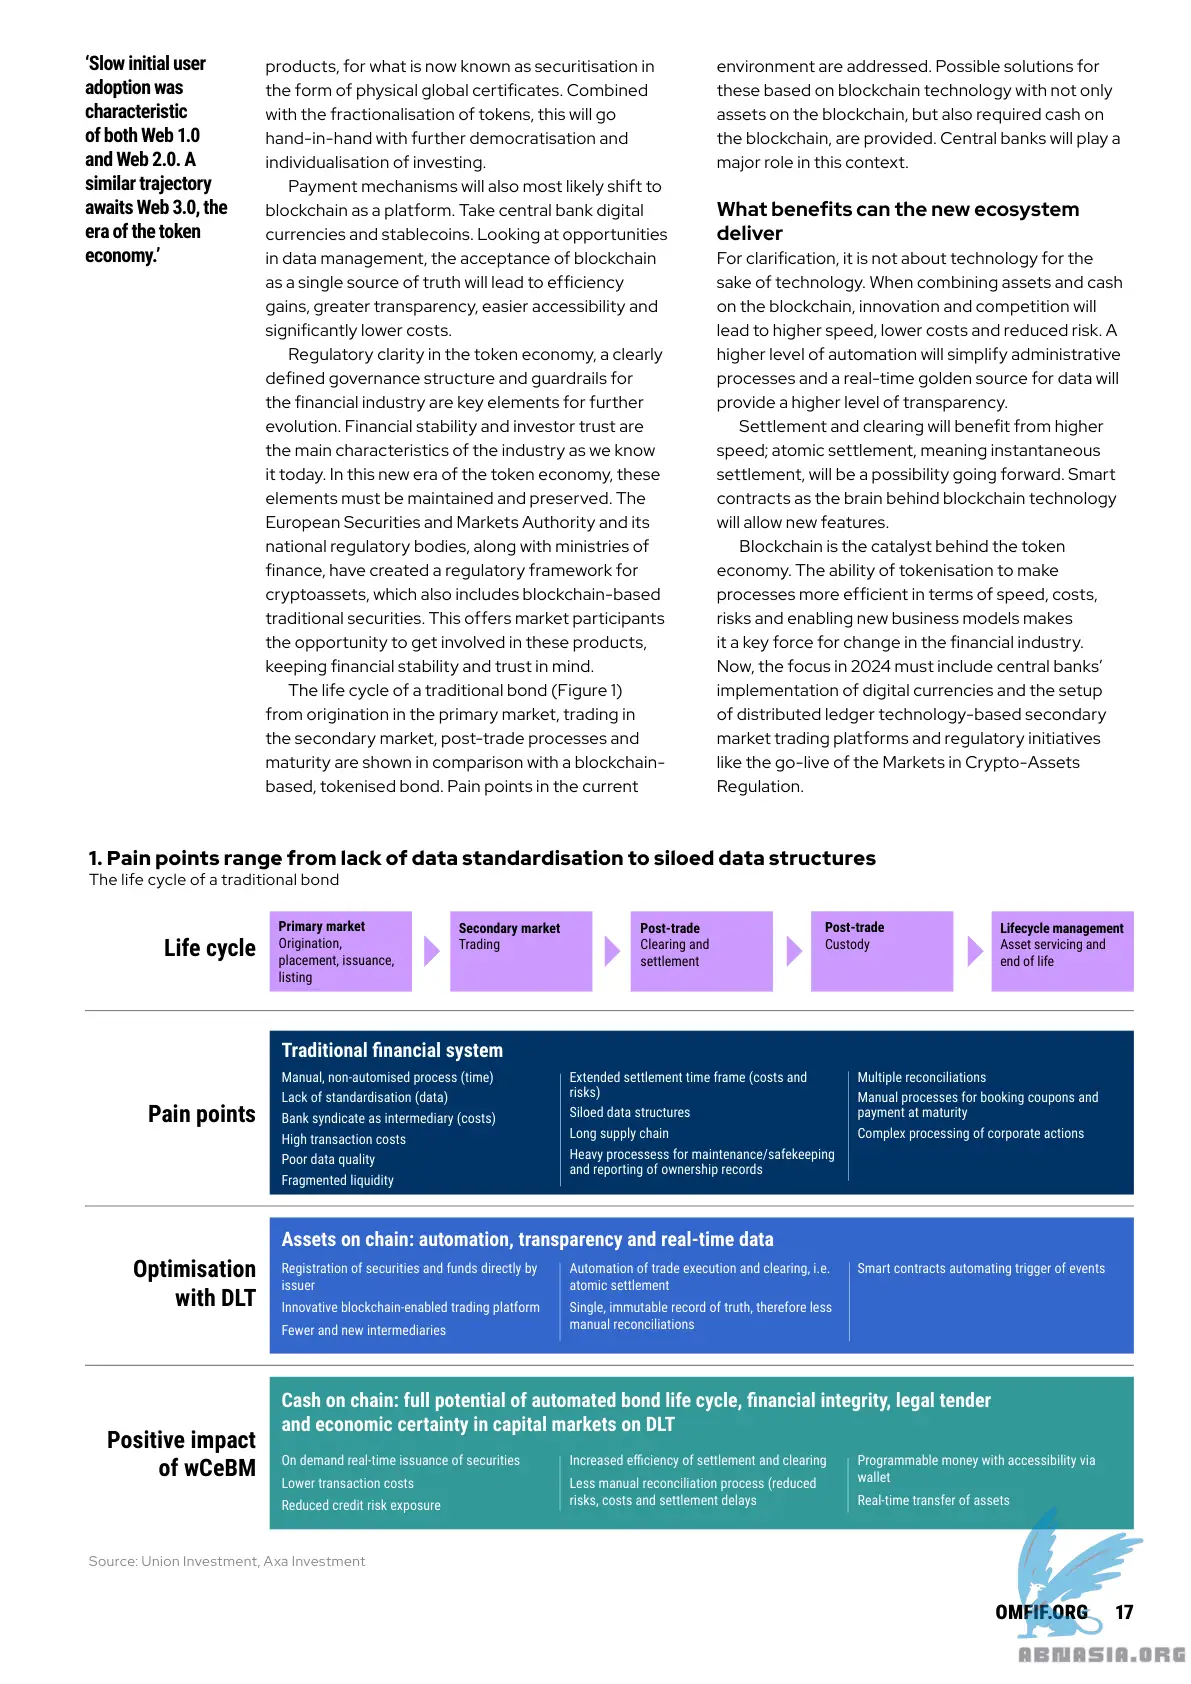 ‘Slow initial user
adoption was
characteristic
of both Web 1.0
and Web 2.0. A
similar trajectory
awaits Web 3.0, the
era of the token
economy.’
products, for what is now known as securitisation in
the form of physical global certificates. Combined
with the fractionalisation of tokens, this will go
hand-in-hand with further democratisation and
individualisation of investing.
Payment mechanisms will also most likely shift to
blockchain as a platform. Take central bank digital
currencies and stablecoins. Looking at opportunities
in data management, the acceptance of blockchain
as a single source of truth will lead to efficiency
gains, greater transparency, easier accessibility and
significantly lower costs.
Regulatory clarity in the token economy, a clearly
defined governance structure and guardrails for
the financial industry are key elements for further
evolution. Financial stability and investor trust are
the main characteristics of the industry as we know
it today. In this new era of the token economy, these
elements must be maintained and preserved. The
European Securities and Markets Authority and its
national regulatory bodies, along with ministries of
finance, have created a regulatory framework for
cryptoassets, which also includes blockchain-based
traditional securities. This offers market participants
the opportunity to get involved in these products,
keeping financial stability and trust in mind.
The life cycle of a traditional bond (Figure 1)
from origination in the primary market, trading in
the secondary market, post-trade processes and
maturity are shown in comparison with a blockchain-
based, tokenised bond. Pain points in the current
environment are addressed. Possible solutions for
these based on blockchain technology with not only
assets on the blockchain, but also required cash on
the blockchain, are provided. Central banks will play a
major role in this context.
What benefits can the new ecosystem
deliver
For clarification, it is not about technology for the
sake of technology. When combining assets and cash
on the blockchain, innovation and competition will
lead to higher speed, lower costs and reduced risk. A
higher level of automation will simplify administrative
processes and a real-time golden source for data will
provide a higher level of transparency.
Settlement and clearing will benefit from higher
speed; atomic settlement, meaning instantaneous
settlement, will be a possibility going forward. Smart
contracts as the brain behind blockchain technology
will allow new features.
Blockchain is the catalyst behind the token
economy. The ability of tokenisation to make
processes more efficient in terms of speed, costs,
risks and enabling new business models makes
it a key force for change in the financial industry.
Now, the focus in 2024 must include central banks’
implementation of digital currencies and the setup
of distributed ledger technology-based secondary
market trading platforms and regulatory initiatives
like the go-live of the Markets in Crypto-Assets
Regulation.
1. Pain points range from lack of data standardisation to siloed data structures
The life cycle of a traditional bond
Life cycle
Primary market
Origination,
placement, issuance,
listing
Secondary market
Trading
Post-trade
Clearing and
settlement
Post-trade
Custody
Lifecycle management
Asset servicing and
end of life
Pain points
Traditional financial system
Manual, non-automised process (time)
Lack of standardisation (data)
Bank syndicate as intermediary (costs)
High transaction costs
Poor data quality
Fragmented liquidity
Extended settlement time frame (costs and
risks)
Siloed data structures
Long supply chain
Heavy processess for maintenance/safekeeping
and reporting of ownership records
Multiple reconciliations
Manual processes for booking coupons and
payment at maturity
Complex processing of corporate actions
Optimisation
with DLT
Assets on chain: automation, transparency and real-time data
Registration of securities and funds directly by
issuer
Innovative blockchain-enabled trading platform
Fewer and new intermediaries
Automation of trade execution and clearing, i.e.
atomic settlement
Single, immutable record of truth, therefore less
manual reconciliations
Smart contracts automating trigger of events
Positive impact
of wCeBM
Cash on chain: full potential of automated bond life cycle, financial integrity, legal tender
and economic certainty in capital markets on DLT
On demand real-time issuance of securities
Lower transaction costs
Reduced credit risk exposure
Increased efficiency of settlement and clearing
Less manual reconciliation process (reduced
risks, costs and settlement delays
Programmable money with accessibility via
wallet
Real-time transfer of assets
Source: Union Investment, Axa Investment
OMFIF.ORG 17
ABNASIA.ORG